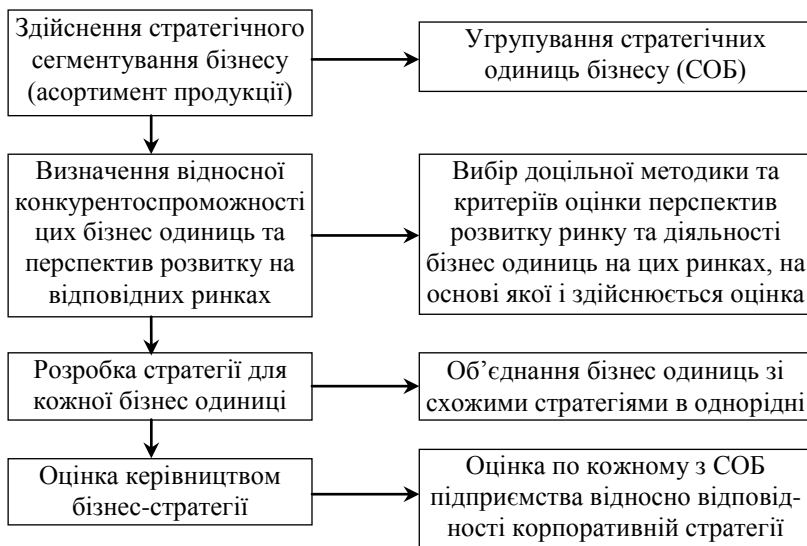 Здійснення стратегічного
сегментування бізнесу
(асортимент продукції)
Угрупування стратегічних
одиниць бізнесу (СОБ)
Визначення відносної
конкурентоспроможності
цих бізнес одиниць та
перспектив розвитку на
відповідних ринках
Вибір доцільної методики та
критеріїв оцінки перспектив
розвитку ринку та діяльності
бізнес одиниць на цих ринках, на
основі якої і здійснюється оцінка
Розробка стратегії для
кожної бізнес одиниці
Об’єднання бізнес одиниць зі
схожими стратегіями в однорідні
Оцінка керівництвом
бізнес-стратегії
Оцінка по кожному з СОБ
підприємства відносно відповід-
ності корпоративній стратегії